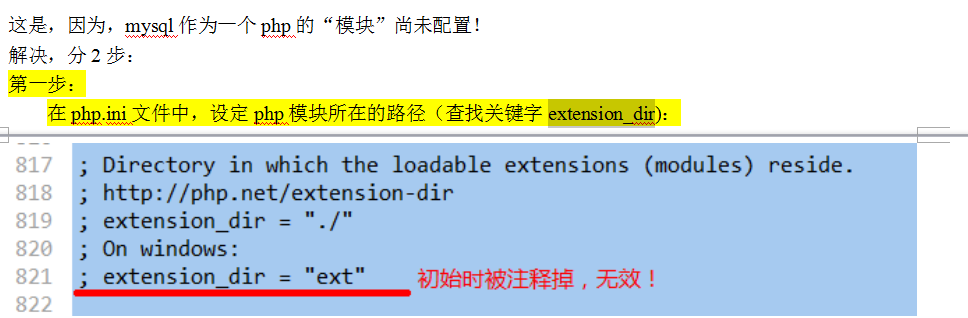 这是，因为，mysql 作为一个 php 的“模块”尚未配置！
解决，分 2 步：
第一步：
在 php.ini 文件中，设定 php 模块所在的路径（查找关键字 extension_dir)：
817 ; Directory in which the loadable extensions (modules) reside.
818 ; http://php.net/extension-dir
819 ; extension_dir = "./"
820 ; On windows:
821 ; extension_dir = "ext" 初始时被注释掉，无效！
822